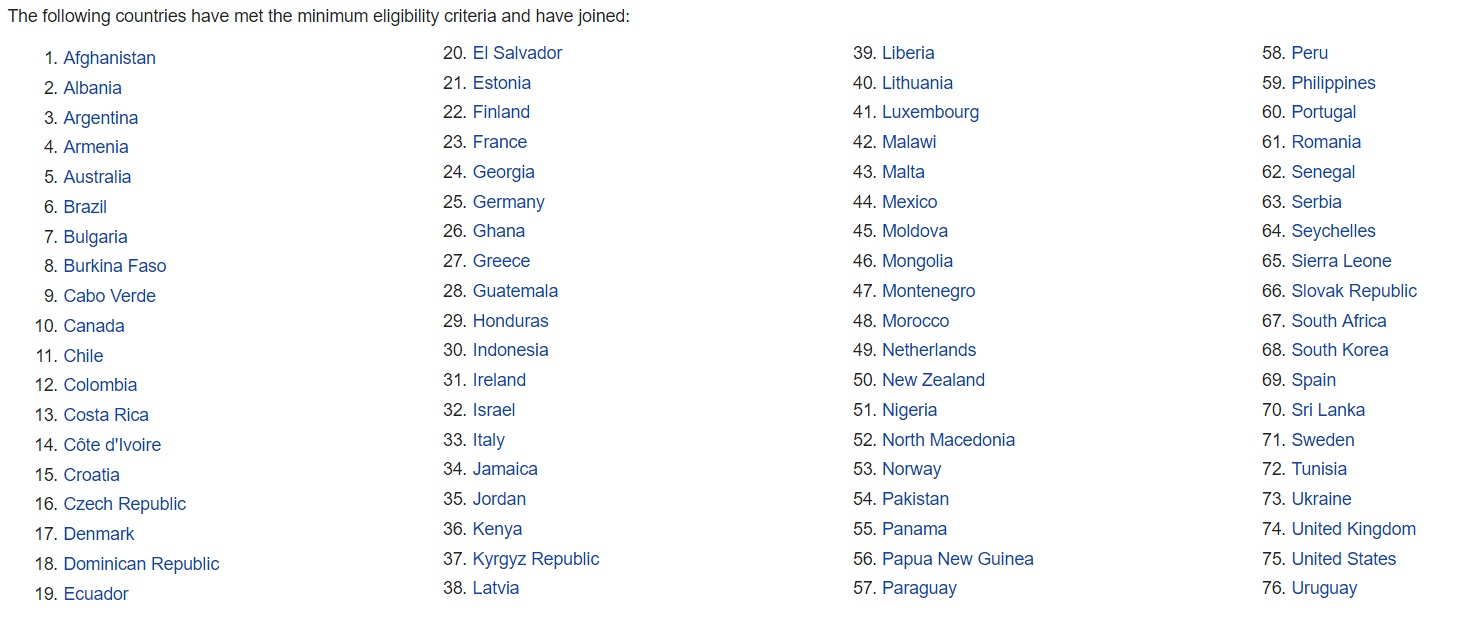 The following countries have met the minimum eligibility criteria and have joined:
1. Afghanistan
2. Albania
3. Argentina
4. Armenia
5. Australia
6. Brazil
7. Bulgaria
8. Burkina Faso
9. Cabo Verde
10. Canada
11. Chile
12. Colombia
13. Costa Rica
14. Côte d'Ivoire
15. Croatia
16. Czech Republic
17. Denmark
18. Dominican Republic
19. Ecuador
20. El Salvador
21. Estonia
22. Finland
23. France
24. Georgia
25. Germany
26. Ghana
27. Greece
28. Guatemala
29. Honduras
30. Indonesia
31. Ireland
32. Israel
33. Italy
34. Jamaica
35. Jordan
36. Kenya
37. Kyrgyz Republic
38. Latvia
39. Liberia
40. Lithuania
41. Luxembourg
42. Malawi
43. Malta
44. Mexico
45. Moldova
46. Mongolia
47. Montenegro
48. Morocco
49. Netherlands
50. New Zealand
51. Nigeria
52. North Macedonia
53. Norway
54. Pakistan
55. Panama
56. Papua New Guinea
57. Paraguay
58. Peru
59. Philippines
60. Portugal
61. Romania
62. Senegal
63. Serbia
64. Seychelles
65. Sierra Leone
66. Slovak Republic
67. South Africa
68. South Korea
69. Spain
70. Sri Lanka
71. Sweden
72. Tunisia
73. Ukraine
74. United Kingdom
75. United States
76. Uruguay